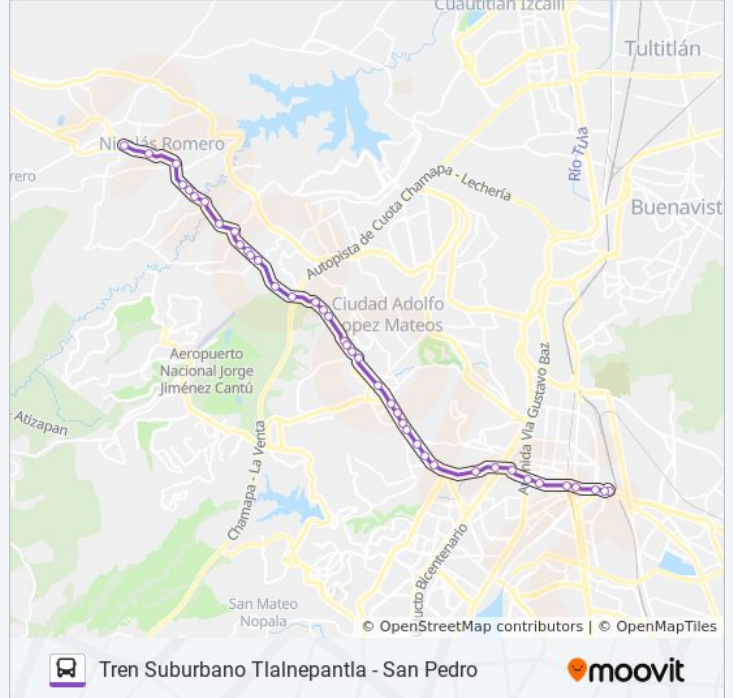 Cuautitlán Izcalli
Tultitlán
Nicolás Romero
Río Tula
rero
Autopista de Cuota Chamapa - Lechería
Buenavist
Ciudad Adolfo
López Mateos
Aeropuerto
Nacional Jorge
Jiménez Cantú
Avenida Vía Gustavo Baz
Atizapan
Chamapa - La Venta
ucto Bicentenario
San Mateo
Nopala
© OpenStreetMap contributors | © OpenMapTiles
Tren Suburbano Tlalnepantla - San Pedro
moovit